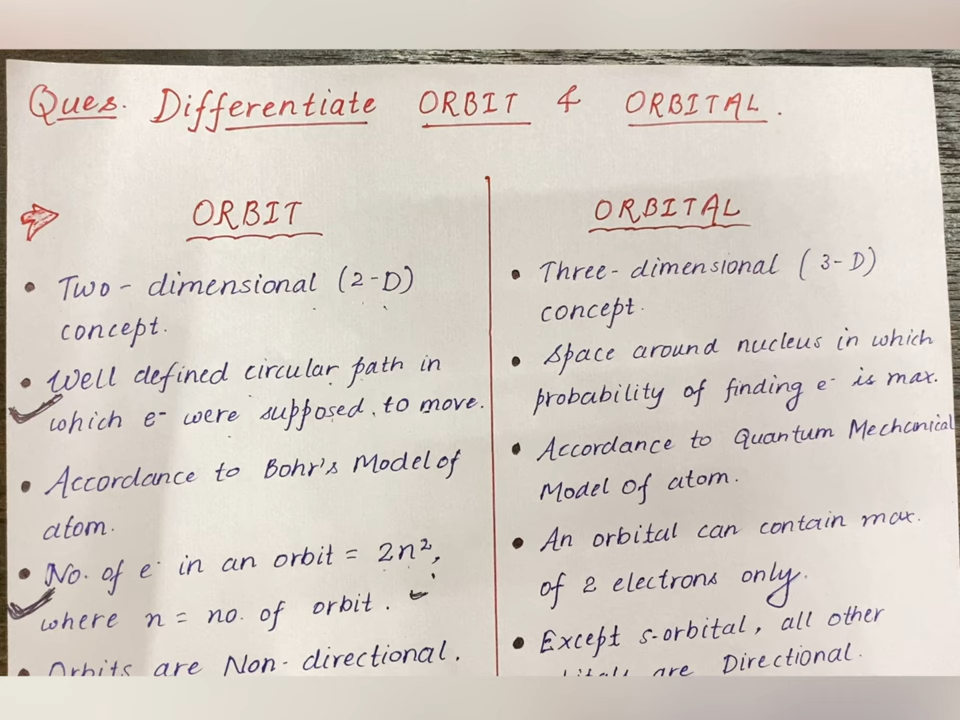 Ques. Differentiate ORBIT & ORBITAL.
ORBIT
• Two-dimensional (2-D)
concept.
• Well defined circular path in
which e- were supposed to move.
• Accordance to Bohr's Model of
atom.
• No. of e- in an orbit = 2n²,
where n = no. of orbit.
• Orbits are Non-directional.
ORBITAL
• Three-dimensional (3-D)
concept.
• Space around nucleus in which
probability of finding e- is max.
• Accordance to Quantum Mechanical
Model of atom.
• An orbital can contain max.
of 2 electrons only.
• Except s-orbital, all other
are Directional.